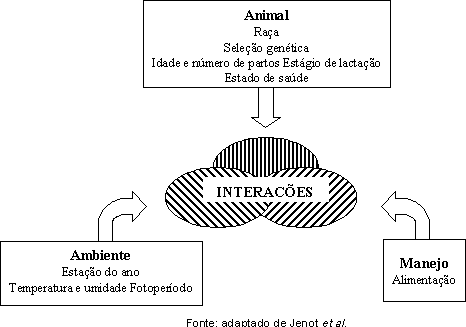 Animal
Raça
Seleção genética
Idade e número de partos Estágio de lactação
Estado de saúde
INTERACÕES
Ambiente
Estação do ano
Temperatura e umidade Fotoperíodo
Manejo
Alimentação
Fonte: adaptado de Jenot et al.